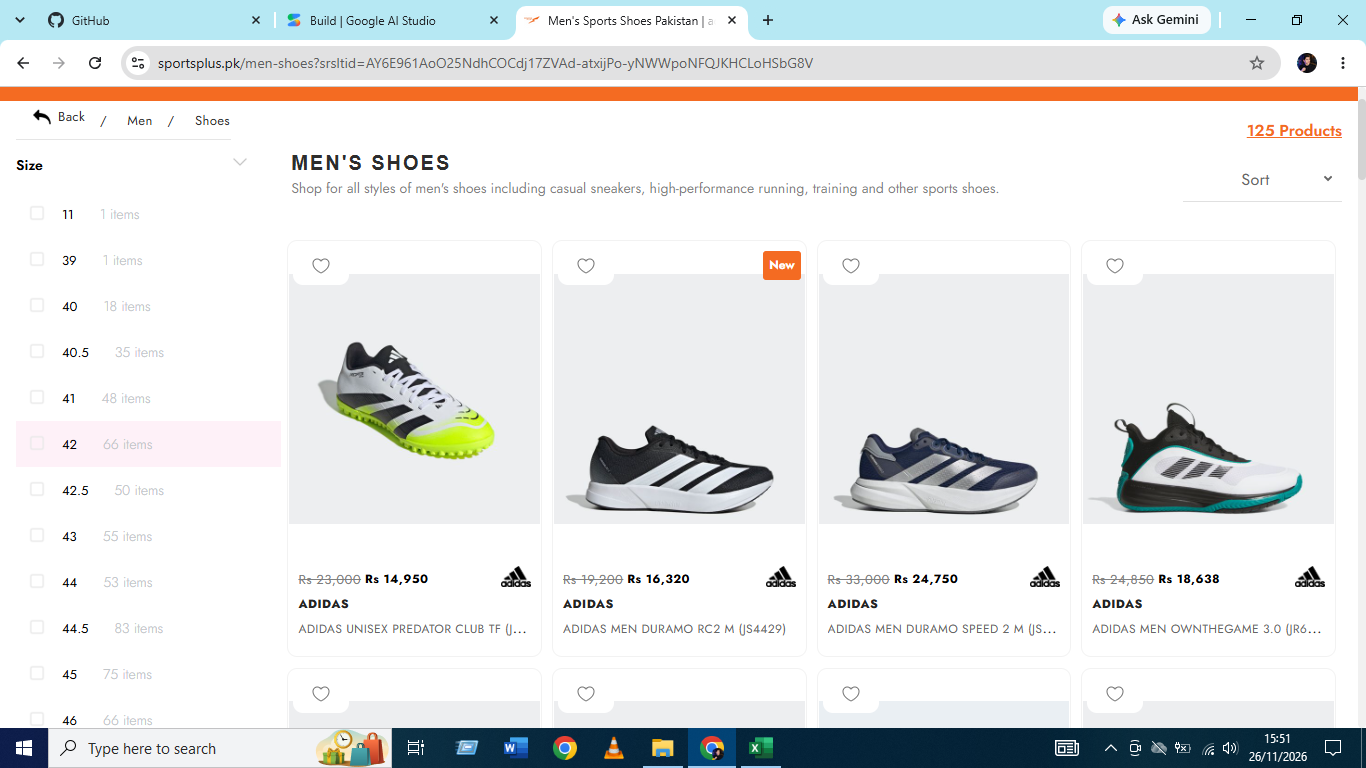 GitHub
Build | Google AI Studio
Men's Sports Shoes Pakistan | a
Ask Gemini
sportsplus.pk/men-shoes?srsltid=AY6E961AoO25NdhCOCdj17ZVAd-atxijPo-yNWWpoNFQJKHCLoHSbG8V
Back / Men / Shoes
125 Products
Size
MEN'S SHOES
Shop for all styles of men's shoes including casual sneakers, high-performance running, training and other sports shoes.
Sort
11 1 items
39 1 items
40 18 items
40.5 35 items
41 48 items
42 66 items
42.5 50 items
43 55 items
44 53 items
44.5 83 items
45 75 items
46 66 items
New
Rs 23,000 Rs 14,950
adidas
ADIDAS
ADIDAS UNISEX PREDATOR CLUB TF (J...
Rs 19,200 Rs 16,320
adidas
ADIDAS
ADIDAS MEN DURAMO RC2 M (JS4429)
Rs 33,000 Rs 24,750
adidas
ADIDAS
ADIDAS MEN DURAMO SPEED 2 M (JS...
Rs 24,850 Rs 18,638
adidas
ADIDAS
ADIDAS MEN OWNTHEGAME 3.0 (JR6...
Type here to search
15:51
26/11/2026